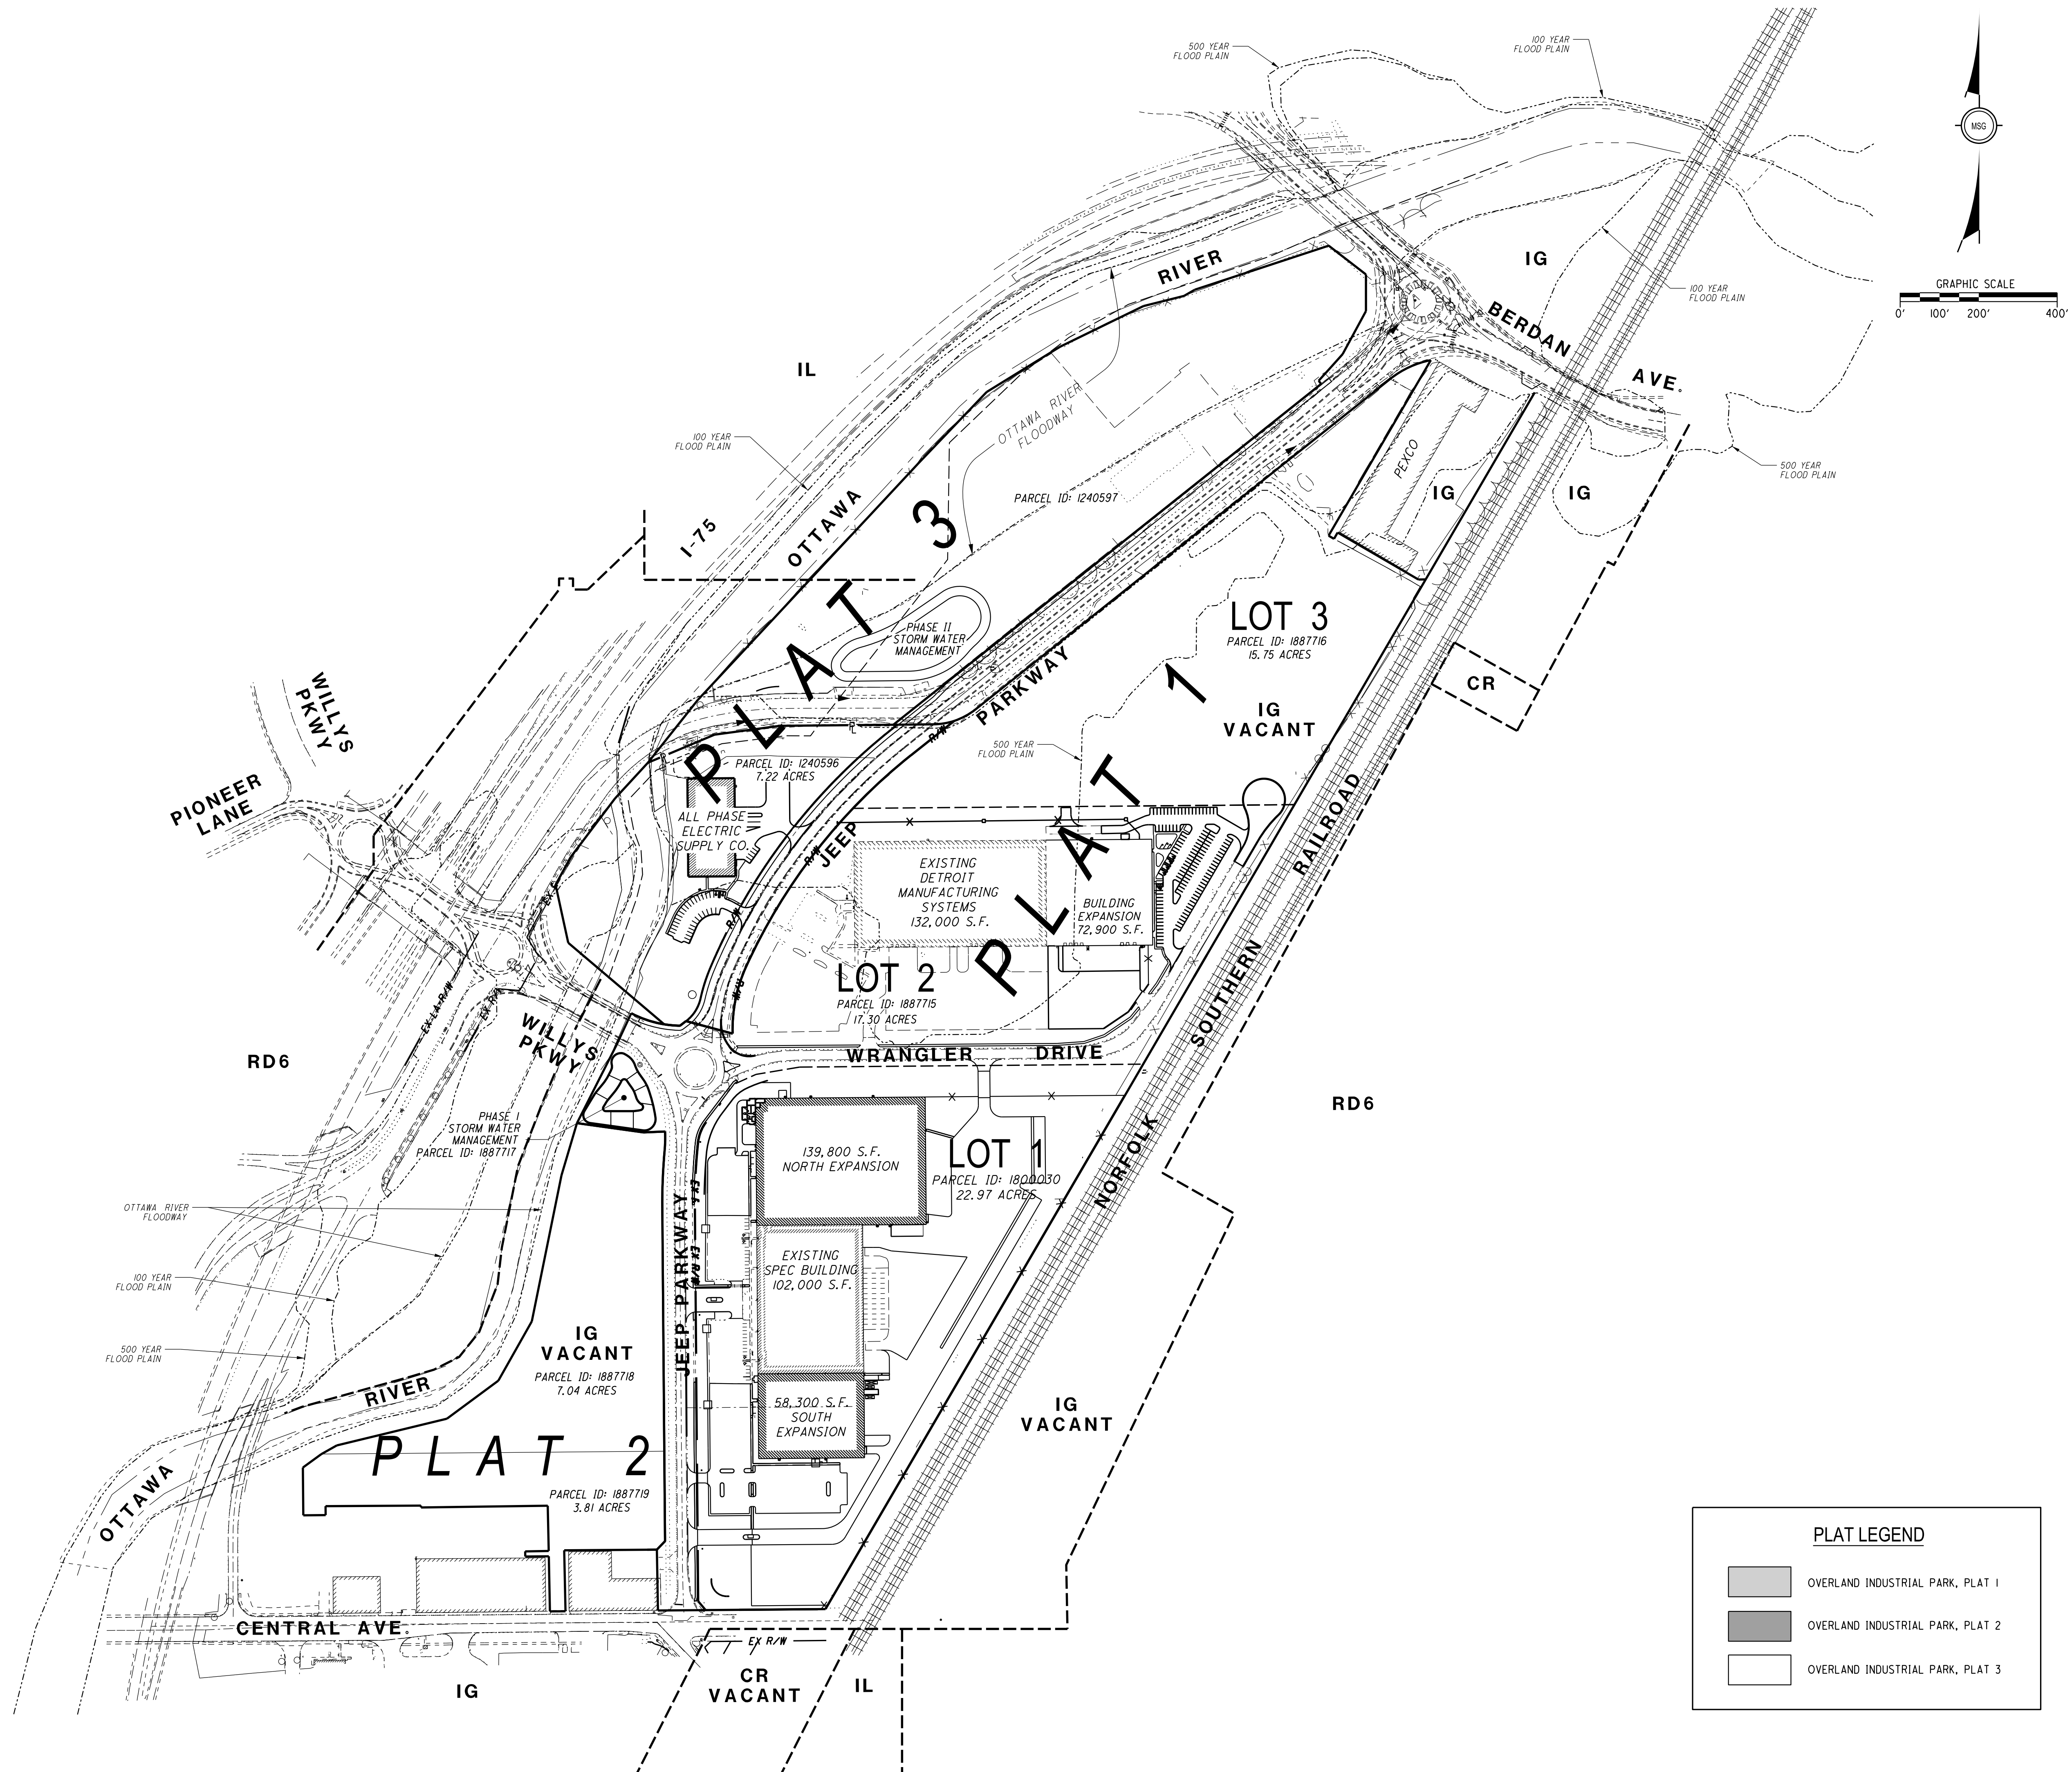 500 YEAR
FLOOD PLAIN
100 YEAR
FLOOD PLAIN
MSG
GRAPHIC SCALE
0' 100' 200' 400'
IG
100 YEAR
FLOOD PLAIN
BERDAN
AVE.
RIVER
IL
OTTAWA RIVER
FLOODWAY
100 YEAR
FLOOD PLAIN
500 YEAR
FLOOD PLAIN
PEXCO
IG
IG
OTTAWA
I-75
PARCEL ID: 1240597
PLAT 3
PHASE II
STORM WATER
MANAGEMENT
LOT 3
PARCEL ID: 1887716
15.75 ACRES
CR
IG
VACANT
WILLYS
PKWY
PIONEER
LANE
PARKWAY
R/W
500 YEAR
FLOOD PLAIN
PARCEL ID: 1240596
7.22 ACRES
ALL PHASE
ELECTRIC
SUPPLY CO.
JEEP
R/W
R/W
R/W
PLAT 1
EXISTING
DETROIT
MANUFACTURING
SYSTEMS
132,000 S.F.
BUILDING
EXPANSION
72,900 S.F.
RAILROAD
SOUTHERN
NORFOLK
LOT 2
PARCEL ID: 1887715
17.30 ACRES
EX LA R/W
WILLYS
PKWY
WRANGLER DRIVE
RD6
RD6
PHASE I
STORM WATER
MANAGEMENT
PARCEL ID: 1887717
139,800 S.F.
NORTH EXPANSION
LOT 1
PARCEL ID: 1800030
22.97 ACRES
OTTAWA RIVER
FLOODWAY
JEEP PARKWAY
EX R/W
EXISTING
SPEC BUILDING
102,000 S.F.
100 YEAR
FLOOD PLAIN
500 YEAR
FLOOD PLAIN
IG
VACANT
PARCEL ID: 1887718
7.04 ACRES
58,300 S.F.
SOUTH
EXPANSION
IG
VACANT
RIVER
OTTAWA
PLAT 2
PARCEL ID: 1887719
3.81 ACRES
CENTRAL AVE.
EX R/W
CR
VACANT
IL
IG
PLAT LEGEND
OVERLAND INDUSTRIAL PARK, PLAT 1
OVERLAND INDUSTRIAL PARK, PLAT 2
OVERLAND INDUSTRIAL PARK, PLAT 3